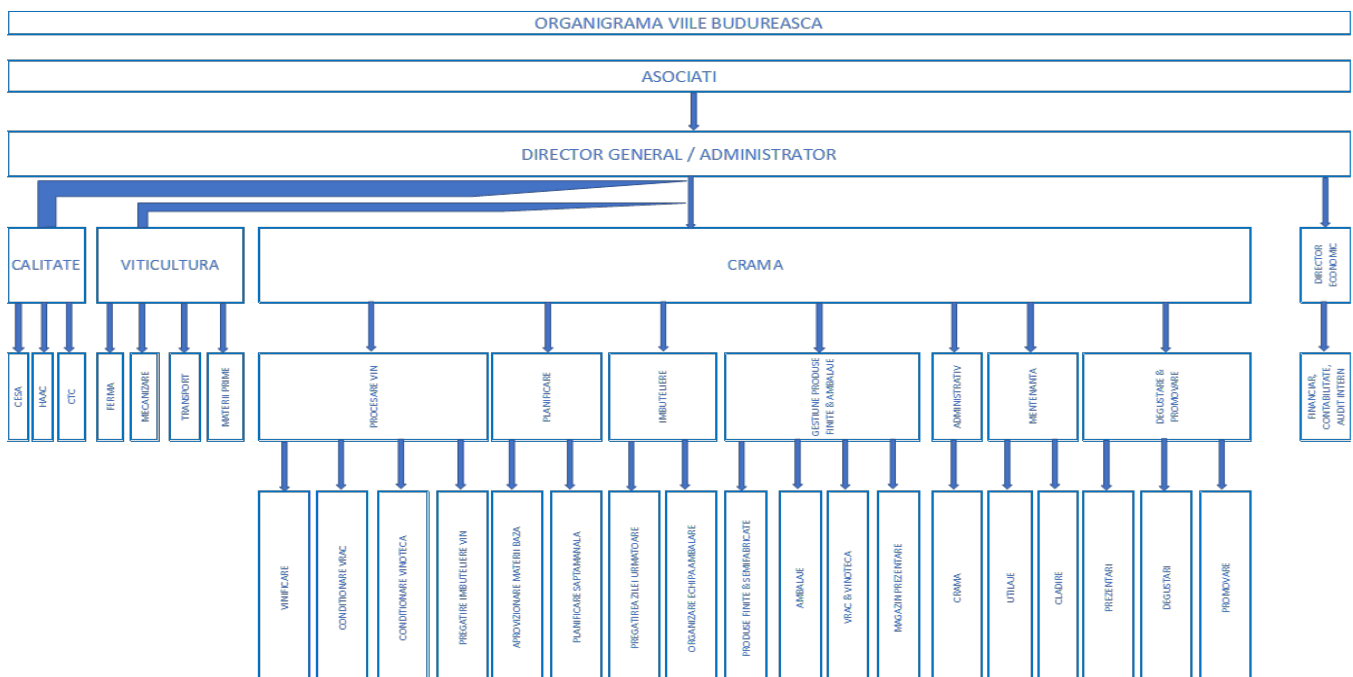 ORGANIGRAMA VIILE BUDUREASCA
ASOCIATI
DIRECTOR GENERAL / ADMINISTRATOR
CALITATE
VITICULTURA
CRAMA
DIRECTOR
ECONOMIC
CESA
HAAC
CTC
FERMA
MECANIZARE
TRANSPORT
MATERII PRIME
PROCESARE VIN
PLANIFICARE
IMBUTELIERE
GESTIUNE PRODUSE
FINITE & AMBALAJE
ADMINISTRATIV
MENTENANTA
DEGUSTARE &
PROMOVARE
FINANCIAR,
CONTABILITATE,
AUDIT INTERN
VINIFICARE
CONDITIONARE VRAC
CONDITIONARE VINOTECA
PREGATIRE IMBUTELIERE VIN
APROVIZIONARE MATERII BAZA
PLANIFICARE SAPTAMANALA
PREGATIREA ZILEI URMATOARE
ORGANIZARE ECHIPA AMBALARE
PRODUSE FINITE & SEMIFABRICATE
AMBALAJE
VRAC & VINOTECA
MAGAZIN PREZENTARE
CRAMA
UTILAJE
CLADIRE
PREZENTARI
DEGUSTARI
PROMOVARE